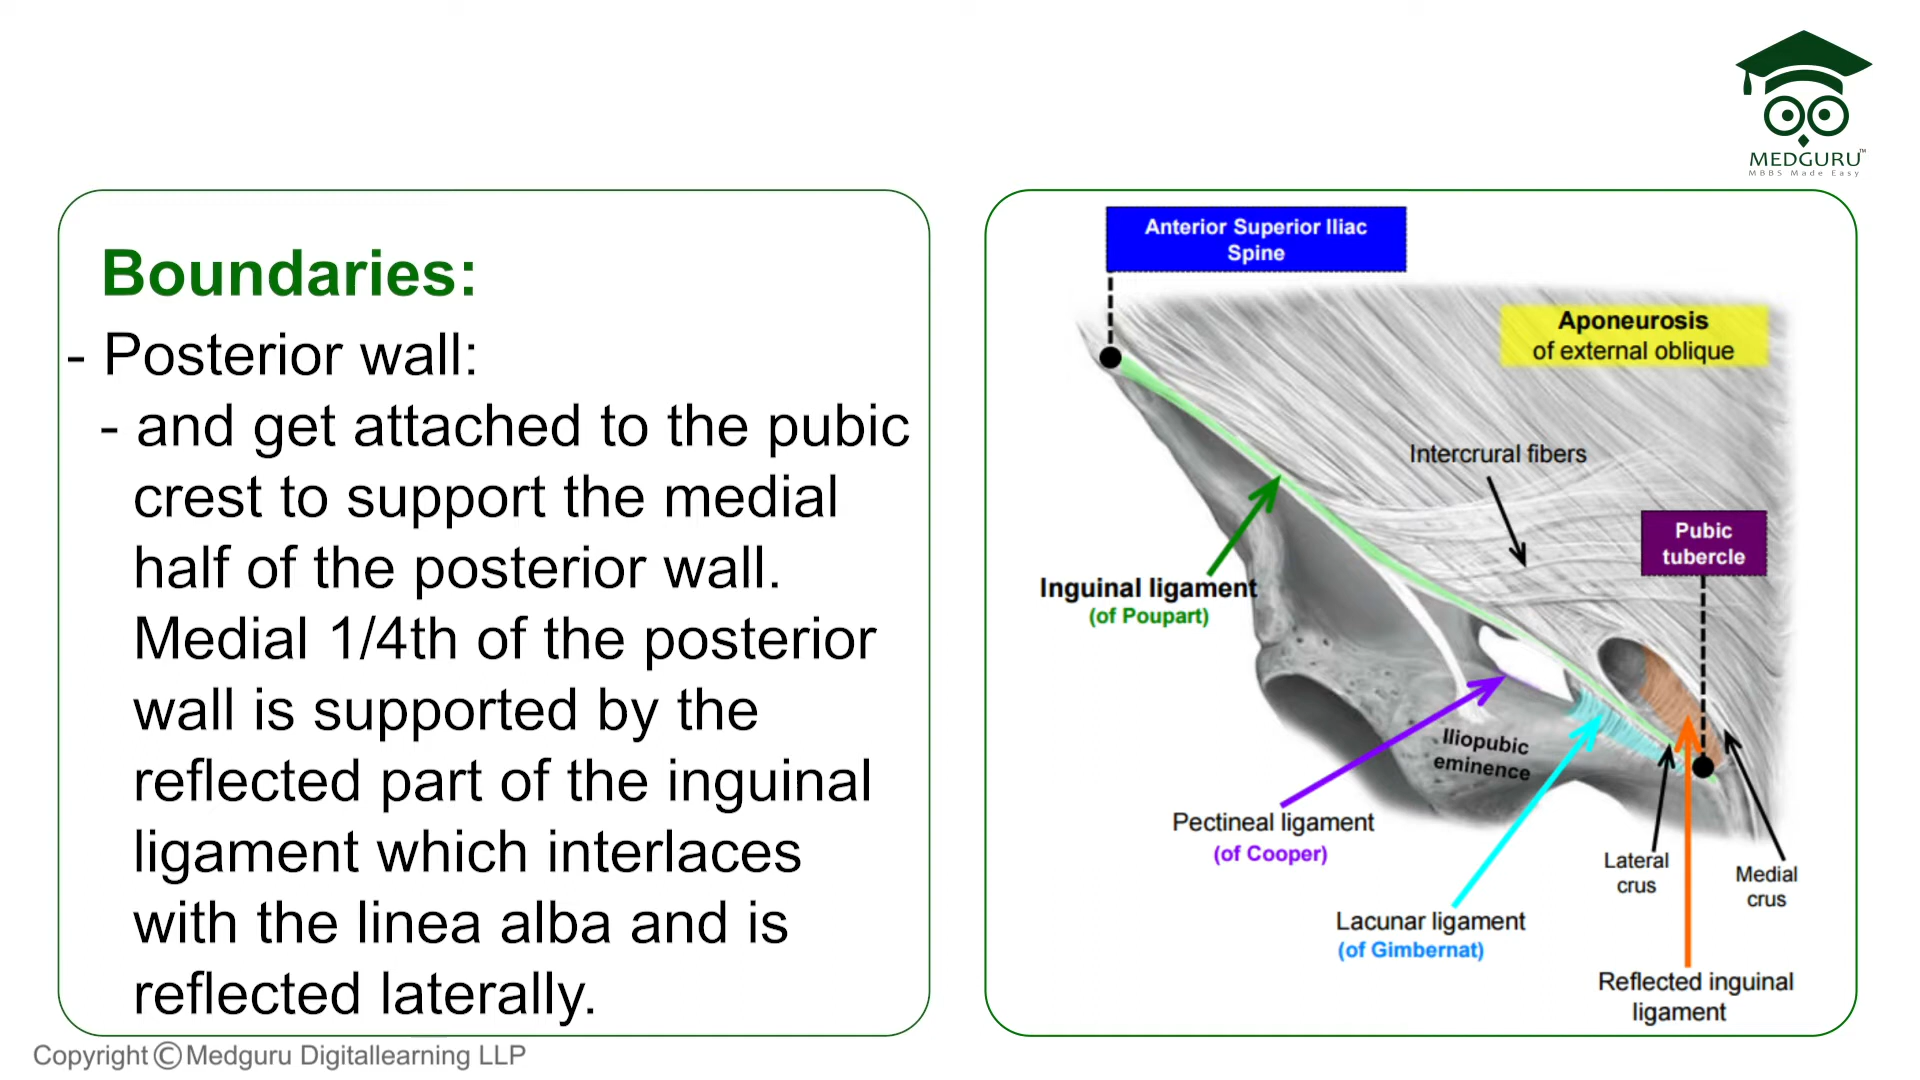 MEDGURU™
MBBS Made Easy
Boundaries:
- Posterior wall:
- and get attached to the pubic
crest to support the medial
half of the posterior wall.
Medial 1/4th of the posterior
wall is supported by the
reflected part of the inguinal
ligament which interlaces
with the linea alba and is
reflected laterally.
Anterior Superior Iliac
Spine
Aponeurosis
of external oblique
Intercrural fibers
Pubic
tubercle
Inguinal ligament
(of Poupart)
Iliopubic
eminence
Pectineal ligament
(of Cooper)
Lateral
crus
Medial
crus
Lacunar ligament
(of Gimbernat)
Reflected inguinal
ligament
Copyright © Medguru Digitallearning LLP